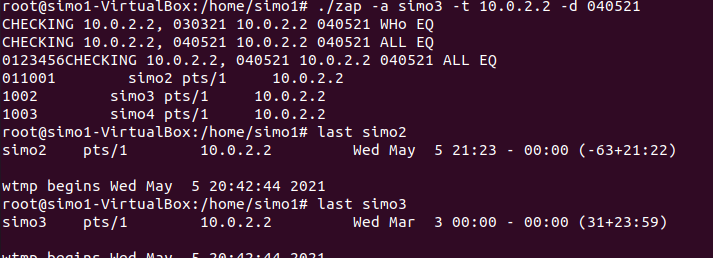 root@simo1-VirtualBox:/home/simo1# ./zap -a simo3 -t 10.0.2.2 -d 040521
CHECKING 10.0.2.2, 030321 10.0.2.2 040521 WHo EQ
CHECKING 10.0.2.2, 040521 10.0.2.2 040521 ALL EQ
0123456CHECKING 10.0.2.2, 040521 10.0.2.2 040521 ALL EQ
011001 simo2 pts/1 10.0.2.2
1002 simo3 pts/1 10.0.2.2
1003 simo4 pts/1 10.0.2.2
root@simo1-VirtualBox:/home/simo1# last simo2
simo2 pts/1 10.0.2.2 Wed May 5 21:23 - 00:00 (-63+21:22)
wtmp begins Wed May 5 20:42:44 2021
root@simo1-VirtualBox:/home/simo1# last simo3
simo3 pts/1 10.0.2.2 Wed Mar 3 00:00 - 00:00 (31+23:59)
wtmp begins Wed May 5 20:42:44 2021